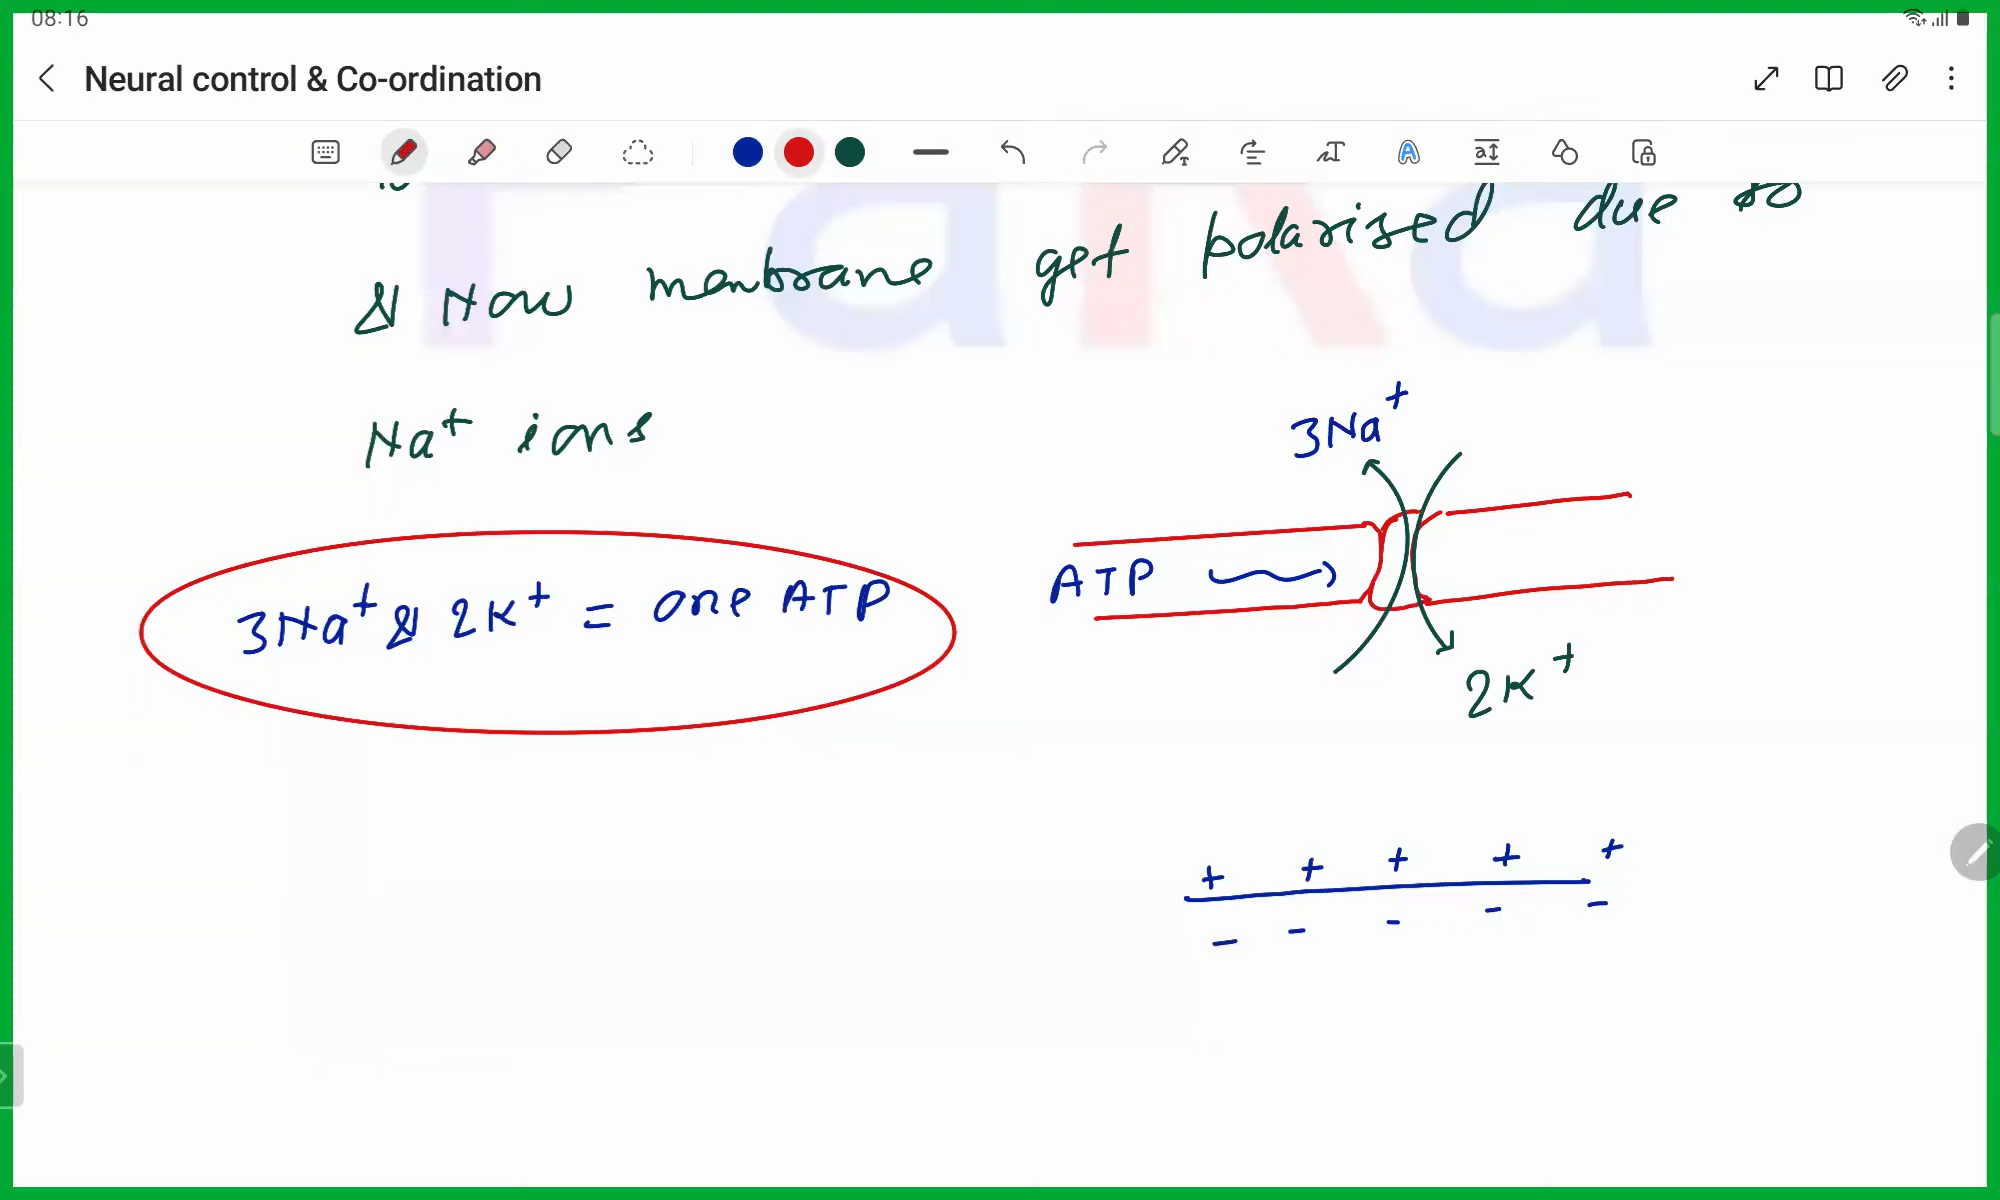 08:16
Neural control & Co-ordination
& Now menbrane get polarised due to
Na+ ions
3Na+
3Na+ & 2K+ = one ATP
ATP
2K+
+ + + + +
- - - - -